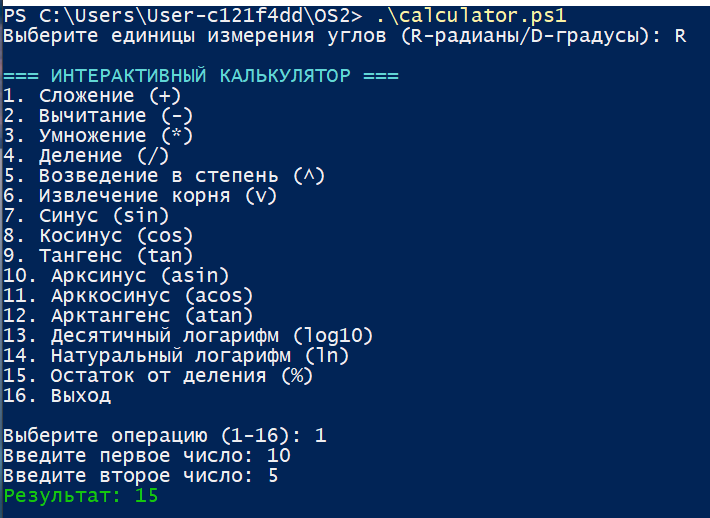 PS C:\Users\User-c121f4dd\OS2> .\calculator.ps1
Выберите единицы измерения углов (R-радианы/D-градусы): R
=== ИНТЕРАКТИВНЫЙ КАЛЬКУЛЯТОР ===
1. Сложение (+)
2. Вычитание (-)
3. Умножение (*)
4. Деление (/)
5. Возведение в степень (^)
6. Извлечение корня (v)
7. Синус (sin)
8. Косинус (cos)
9. Тангенс (tan)
10. Арксинус (asin)
11. Арккосинус (acos)
12. Арктангенс (atan)
13. Десятичный логарифм (log10)
14. Натуральный логарифм (ln)
15. Остаток от деления (%)
16. Выход
Выберите операцию (1-16): 1
Введите первое число: 10
Введите второе число: 5
Результат: 15